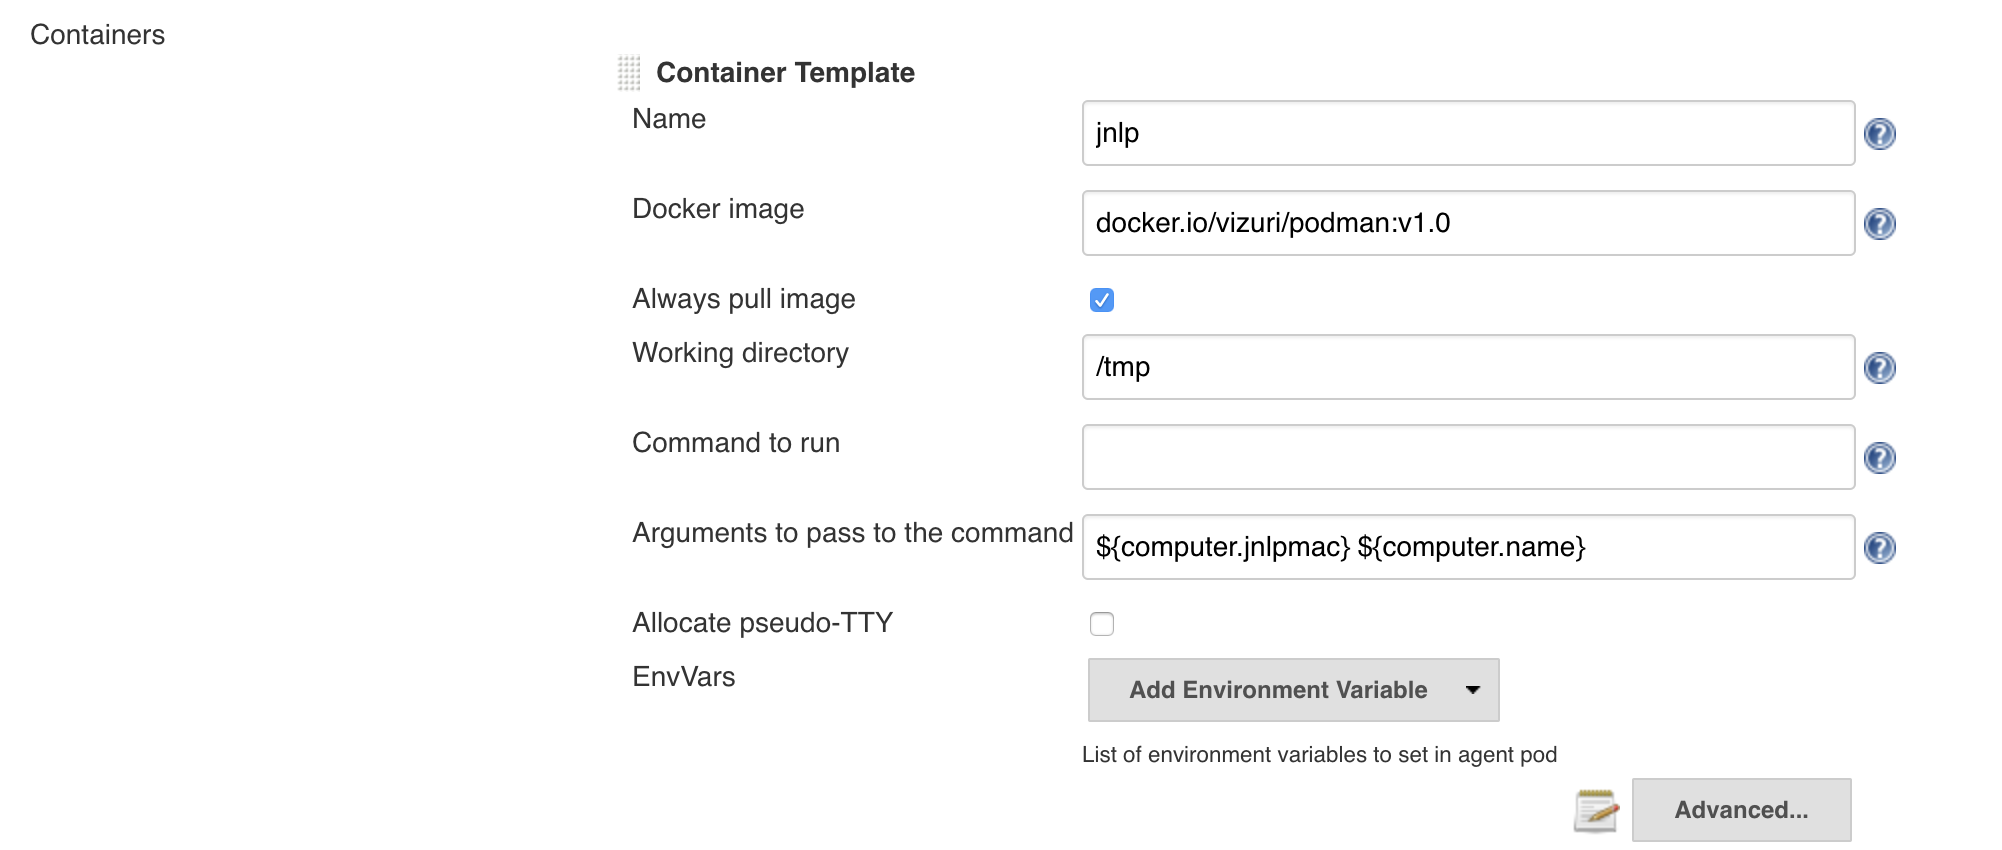 Containers
Container Template
Name
jnlp
Docker image
docker.io/vizuri/podman:v1.0
Always pull image
Working directory
/tmp
Command to run
Arguments to pass to the command
${computer.jnlpmac} ${computer.name}
Allocate pseudo-TTY
EnvVars
Add Environment Variable
List of environment variables to set in agent pod
Advanced...